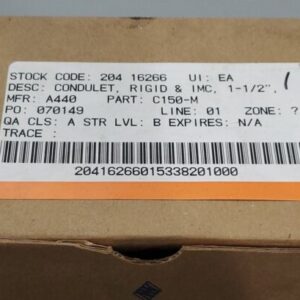 STOCK CODE: 204 16266 UI: EA
DESC: CONDULET, RIGID & IMC, 1-1/2",
MFR: A440 PART: C150-M
PO: 070149 LINE: 01 ZONE: ?
QA CLS: A STR LVL: B EXPIRES: N/A
TRACE :
20416266015338201000